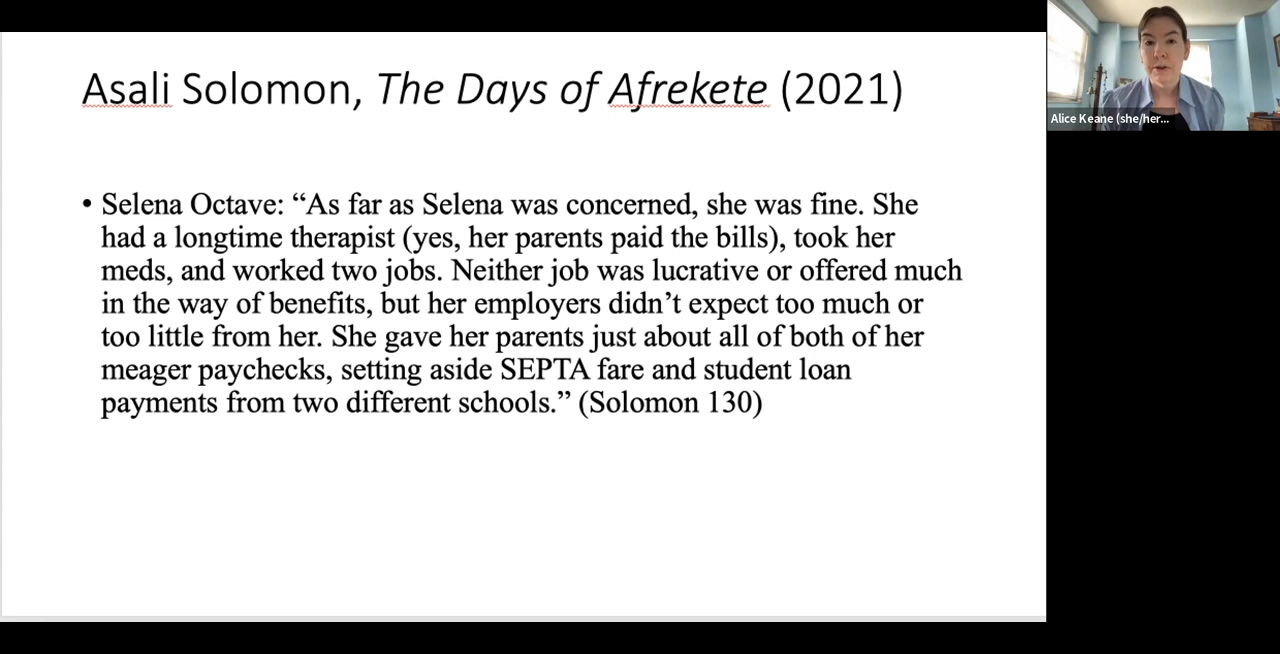 Asali Solomon, The Days of Afrekete (2021)
• Selena Octave: “As far as Selena was concerned, she was fine. She
had a longtime therapist (yes, her parents paid the bills), took her
meds, and worked two jobs. Neither job was lucrative or offered much
in the way of benefits, but her employers didn’t expect too much or
too little from her. She gave her parents just about all of both of her
meager paychecks, setting aside SEPTA fare and student loan
payments from two different schools.” (Solomon 130)
Alice Keane (she/her...